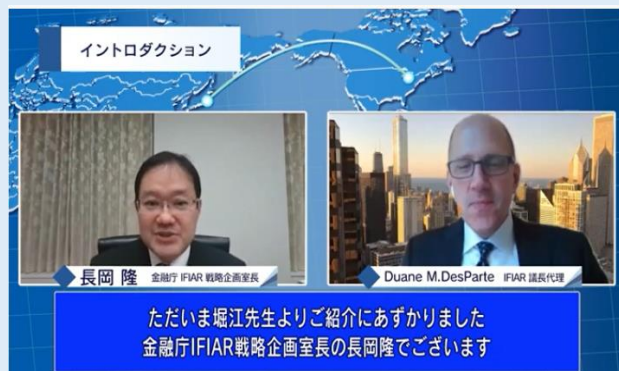 イントロダクション
長岡 隆 金融庁 IFIAR 戦略企画室長
Duane M.DesParte IFIAR 議長代理
ただいま堀江先生よりご紹介にあずかりました
金融庁IFIAR戦略企画室長の長岡隆でございます